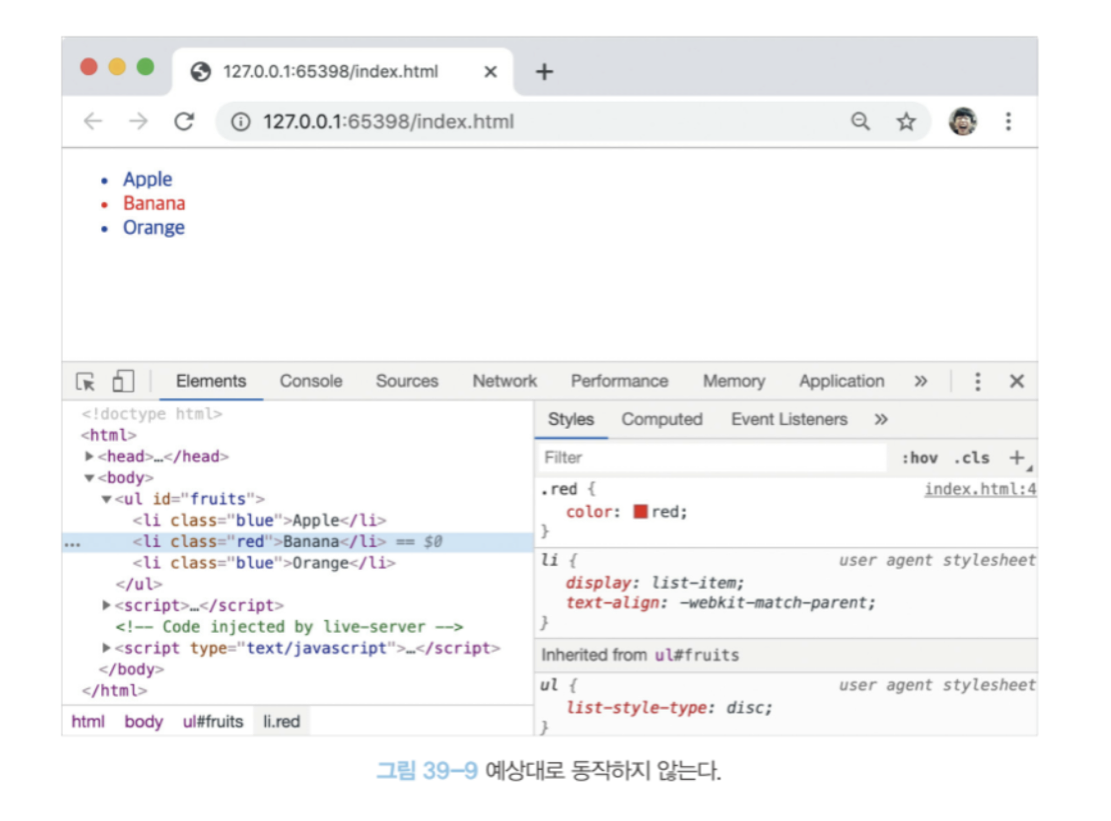 127.0.0.1:65398/index.html
127.0.0.1:65398/index.html
Apple
Banana
Orange
Elements Console Sources Network Performance Memory Application »
<!doctype html>
<html>
▶<head>…</head>
▼<body>
▼<ul id="fruits">
<li class="blue">Apple</li>
... <li class="red">Banana</li> == $0
<li class="blue">Orange</li>
</ul>
▶<script>…</script>
<!-- Code injected by live-server -->
▶<script type="text/javascript">…</script>
</body>
</html>
html body ul#fruits li.red
Styles Computed Event Listeners »
Filter :hov .cls +
.red { index.html:4
color: red;
}
li { user agent stylesheet
display: list-item;
text-align: -webkit-match-parent;
}
Inherited from ul#fruits
ul { user agent stylesheet
list-style-type: disc;
}
그림 39-9 예상대로 동작하지 않는다.